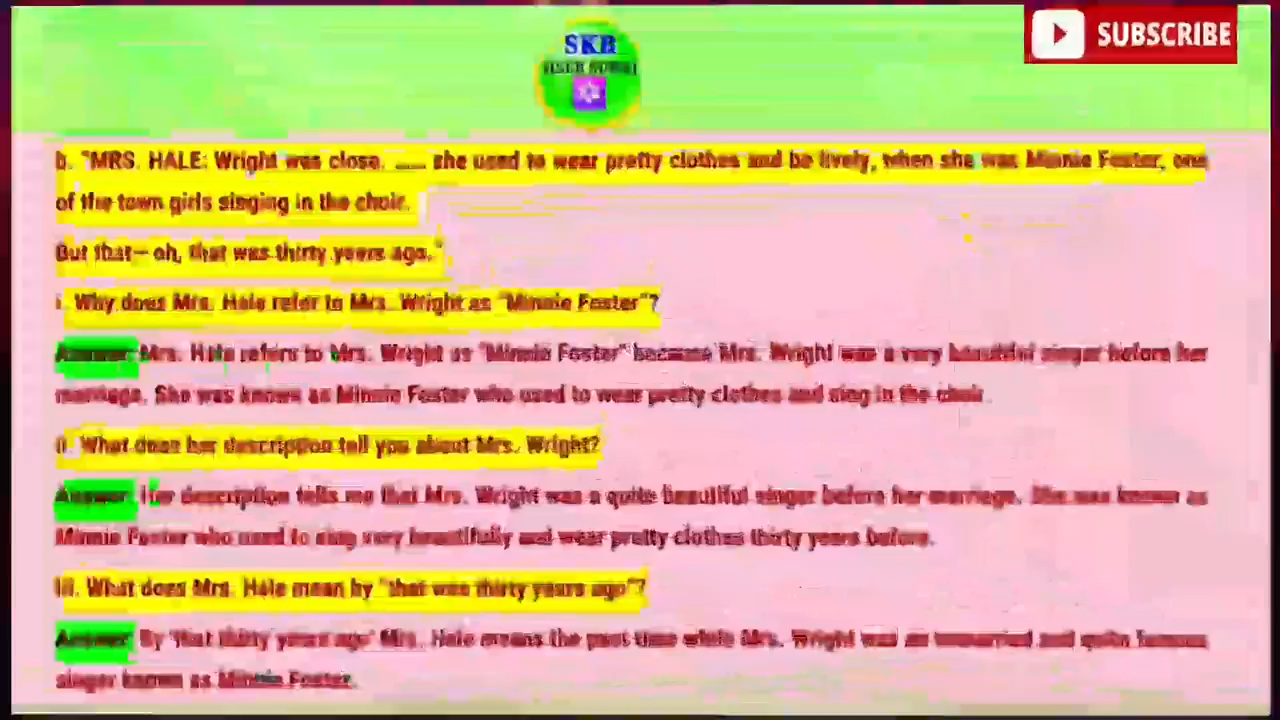 SKB
SUBSCRIBE
b. "MRS. HALE: Wright was close. ..... she used to wear pretty clothes and be lively, when she was Minnie Foster, one
of the town girls singing in the choir.
But that— oh, that was thirty years ago."
i. Why does Mrs. Hale refer to Mrs. Wright as "Minnie Foster"?
Answer: Mrs. Hale refers to Mrs. Wright as "Minnie Foster" because Mrs. Wright was a very beautiful singer before her
marriage. She was known as Minnie Foster who used to wear pretty clothes and sing in the choir.
ii. What does her description tell you about Mrs. Wright?
Answer: Her description tells me that Mrs. Wright was a quite beautiful singer before her marriage. She was known as
Minnie Foster who used to sing very beautifully and wear pretty clothes thirty years before.
iii. What does Mrs. Hale mean by "that was thirty years ago"?
Answer: By 'that thirty years ago' Mrs. Hale means the past time while Mrs. Wright was an unmarried and quite famous
singer known as Minnie Foster.